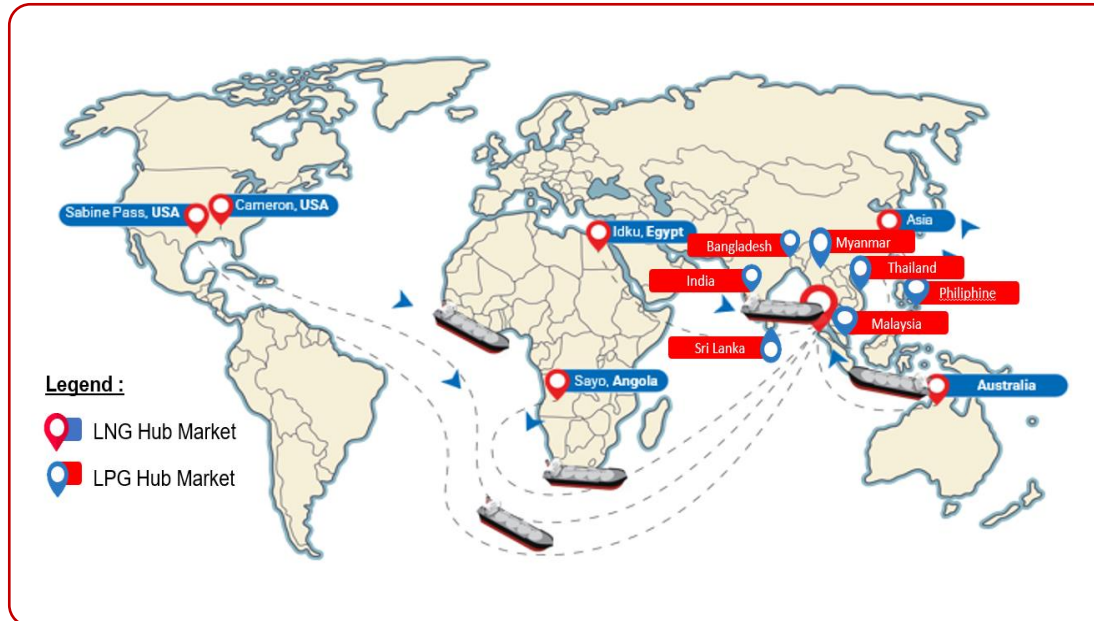 Sabine Pass, USA
Cameron, USA
Idku, Egypt
Asia
Bangladesh
Myanmar
India
Thailand
Philiphine
Malaysia
Sri Lanka
Sayo, Angola
Australia
Legend :
LNG Hub Market
LPG Hub Market